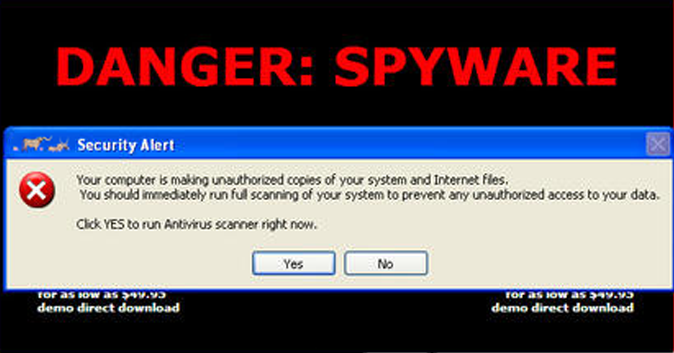 DANGER: SPYWARE
Security Alert
Your computer is making unauthorized copies of your system and Internet files.
You should immediately run full scanning of your system to prevent any unauthorized access to your data.
Click YES to run Antivirus scanner right now.
Yes No
for as low as $49.95 for as low as $49.95
demo direct download demo direct download